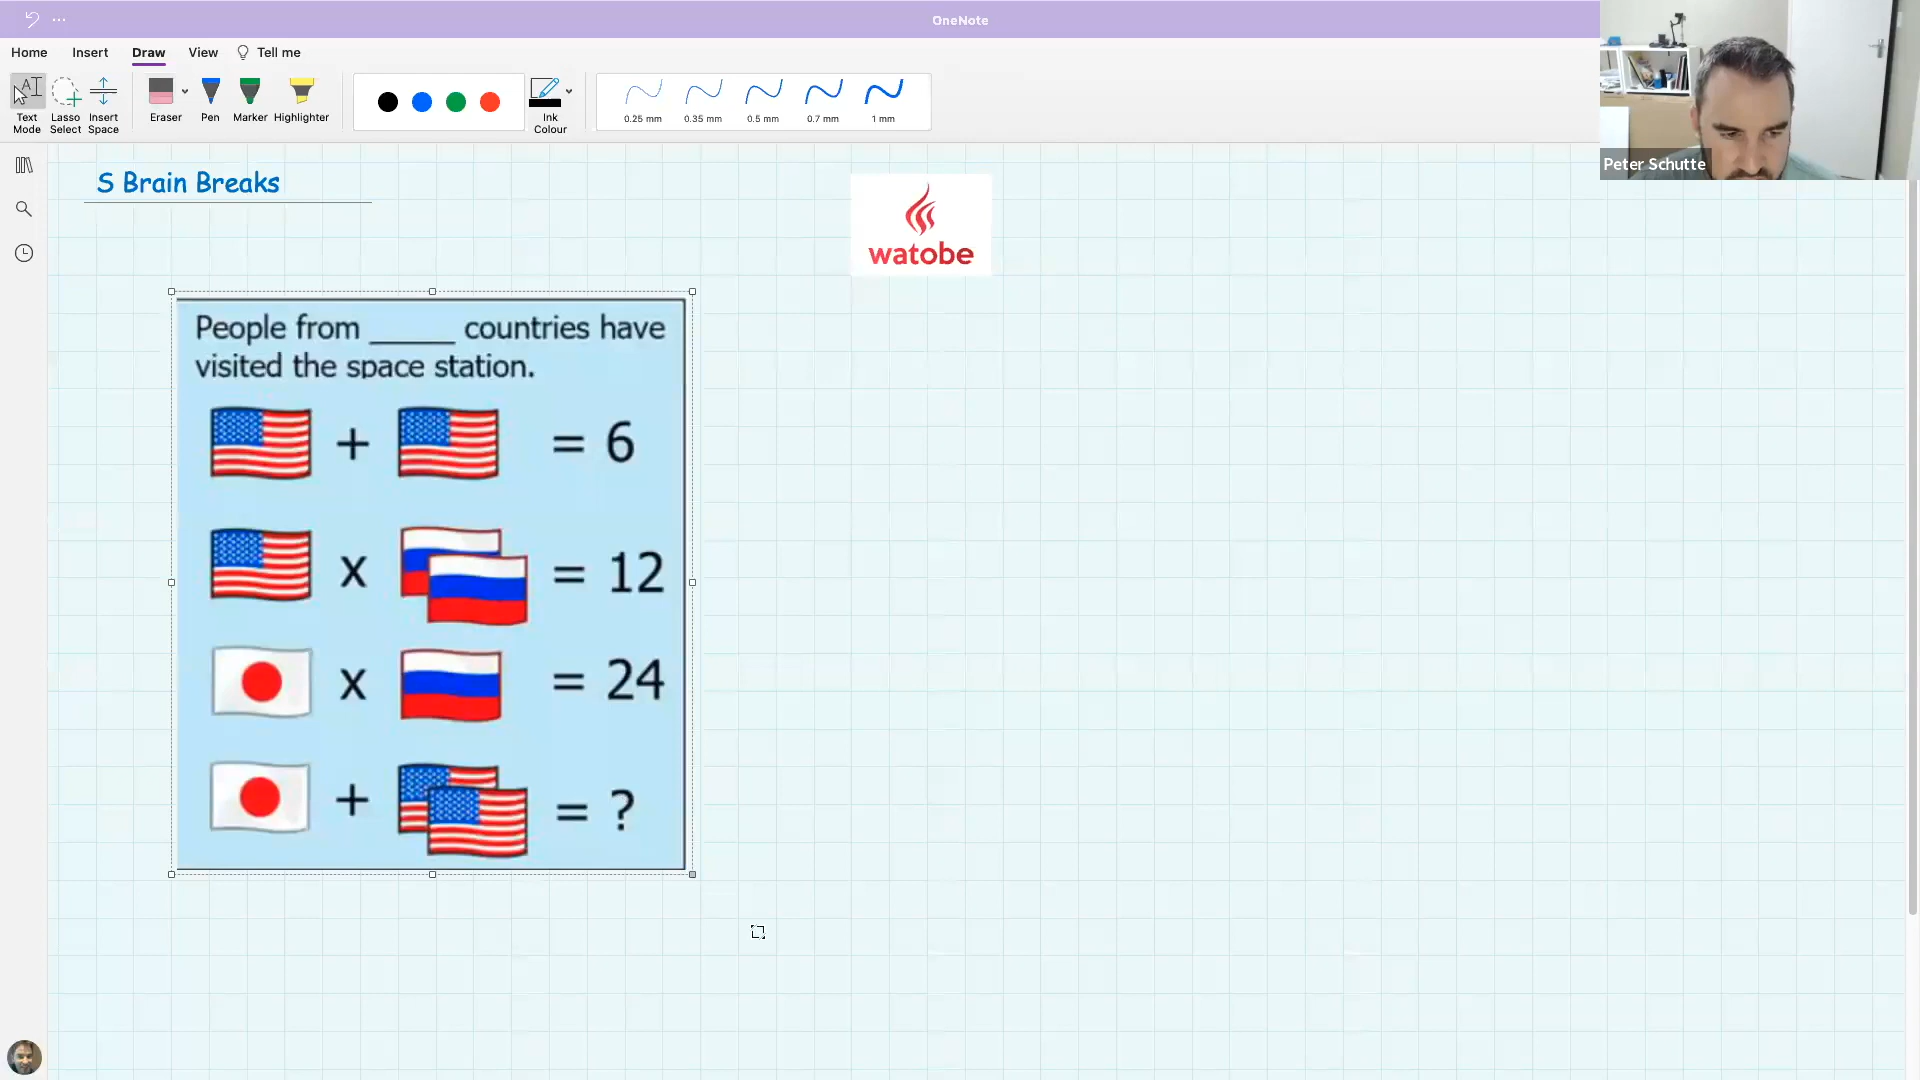 OneNote
Home Insert Draw View Tell me
Text Mode
Lasso Select
Insert Space
Eraser
Pen
Marker
Highlighter
Ink Colour
0.25 mm
0.35 mm
0.5 mm
0.7 mm
1 mm
Peter Schutte
S Brain Breaks
watobe
People from _____ countries have
visited the space station.
+ = 6
x = 12
x = 24
+ = ?